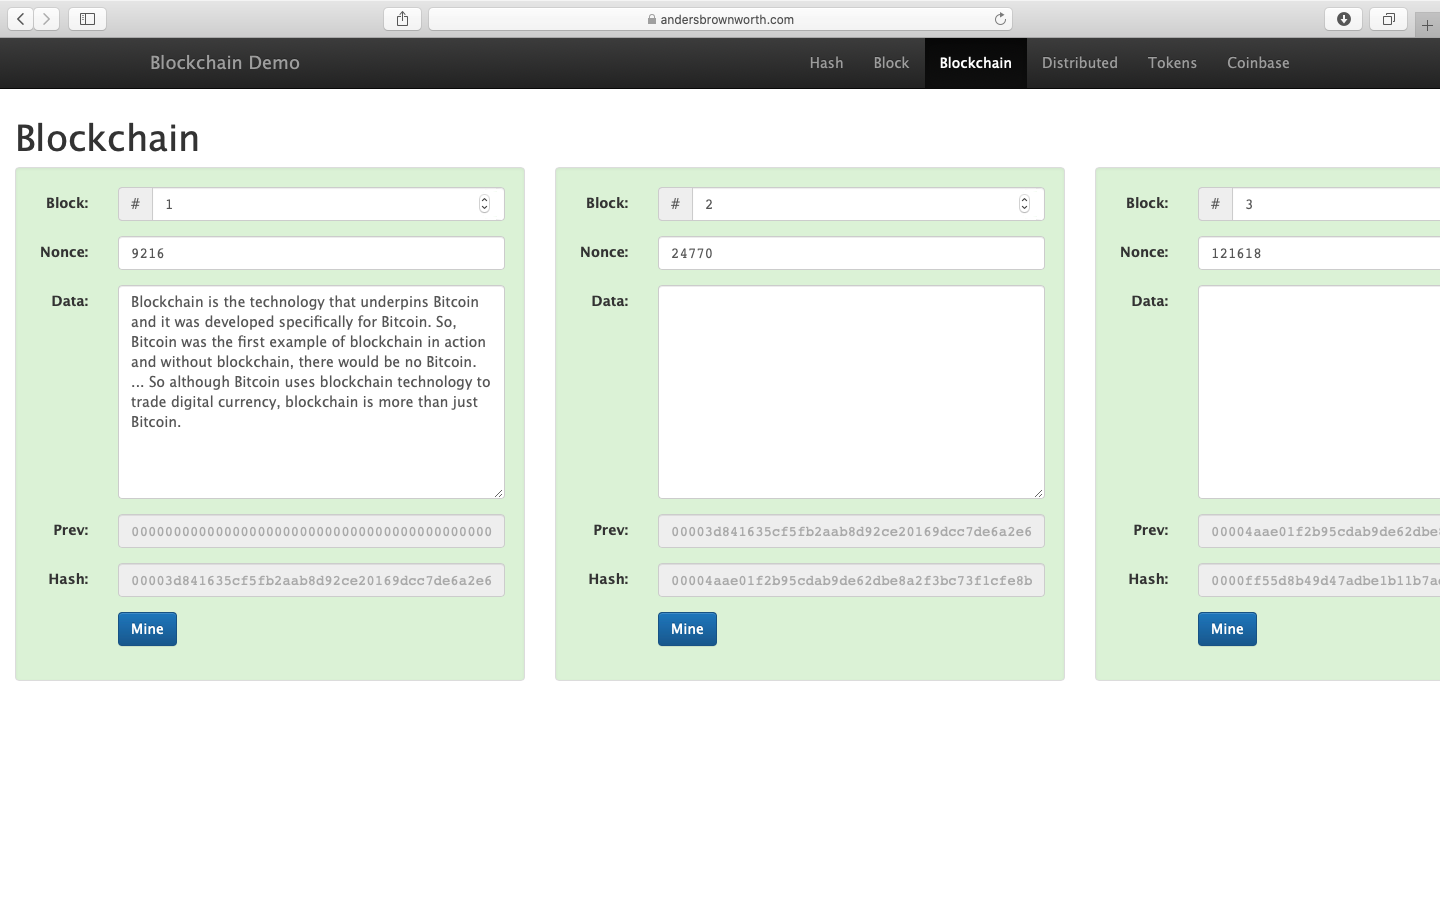 andersbrownworth.com
Blockchain Demo
Hash Block Blockchain Distributed Tokens Coinbase
Blockchain
Block: # 1
Nonce: 9216
Data: Blockchain is the technology that underpins Bitcoin
and it was developed specifically for Bitcoin. So,
Bitcoin was the first example of blockchain in action
and without blockchain, there would be no Bitcoin.
... So although Bitcoin uses blockchain technology to
trade digital currency, blockchain is more than just
Bitcoin.
Prev: 0000000000000000000000000000000000000000000
Hash: 00003d841635cf5fb2aab8d92ce20169dcc7de6a2e6
Mine
Block: # 2
Nonce: 24770
Data:
Prev: 00003d841635cf5fb2aab8d92ce20169dcc7de6a2e6
Hash: 00004aae01f2b95cdab9de62dbe8a2f3bc73f1cfe8b
Mine
Block: # 3
Nonce: 121618
Data:
Prev: 00004aae01f2b95cdab9de62dbe
Hash: 0000ff55d8b49d47adbe1b11b7a
Mine